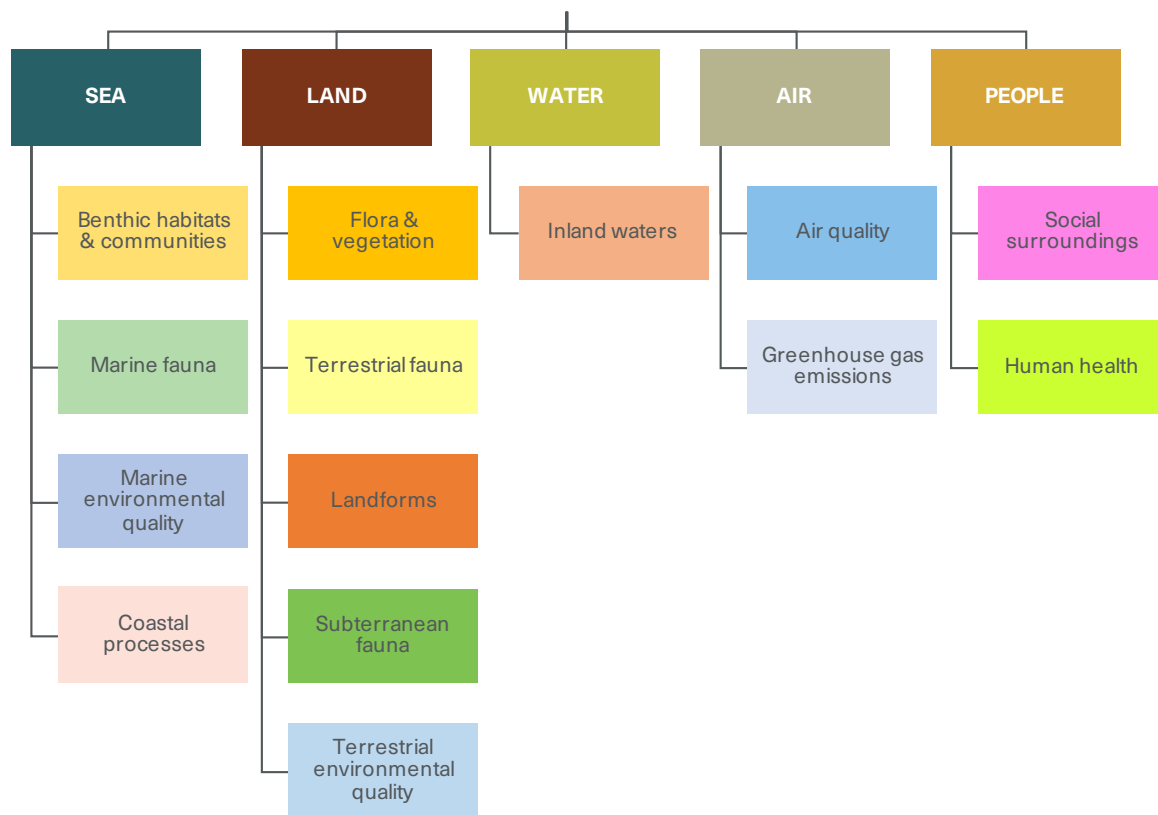 SEA
LAND
WATER
AIR
PEOPLE
Benthic habitats
& communities
Flora &
vegetation
Inland waters
Air quality
Social
surroundings
Marine fauna
Terrestrial fauna
Greenhouse gas
emissions
Human health
Marine
environmental
quality
Landforms
Coastal
processes
Subterranean
fauna
Terrestrial
environmental
quality